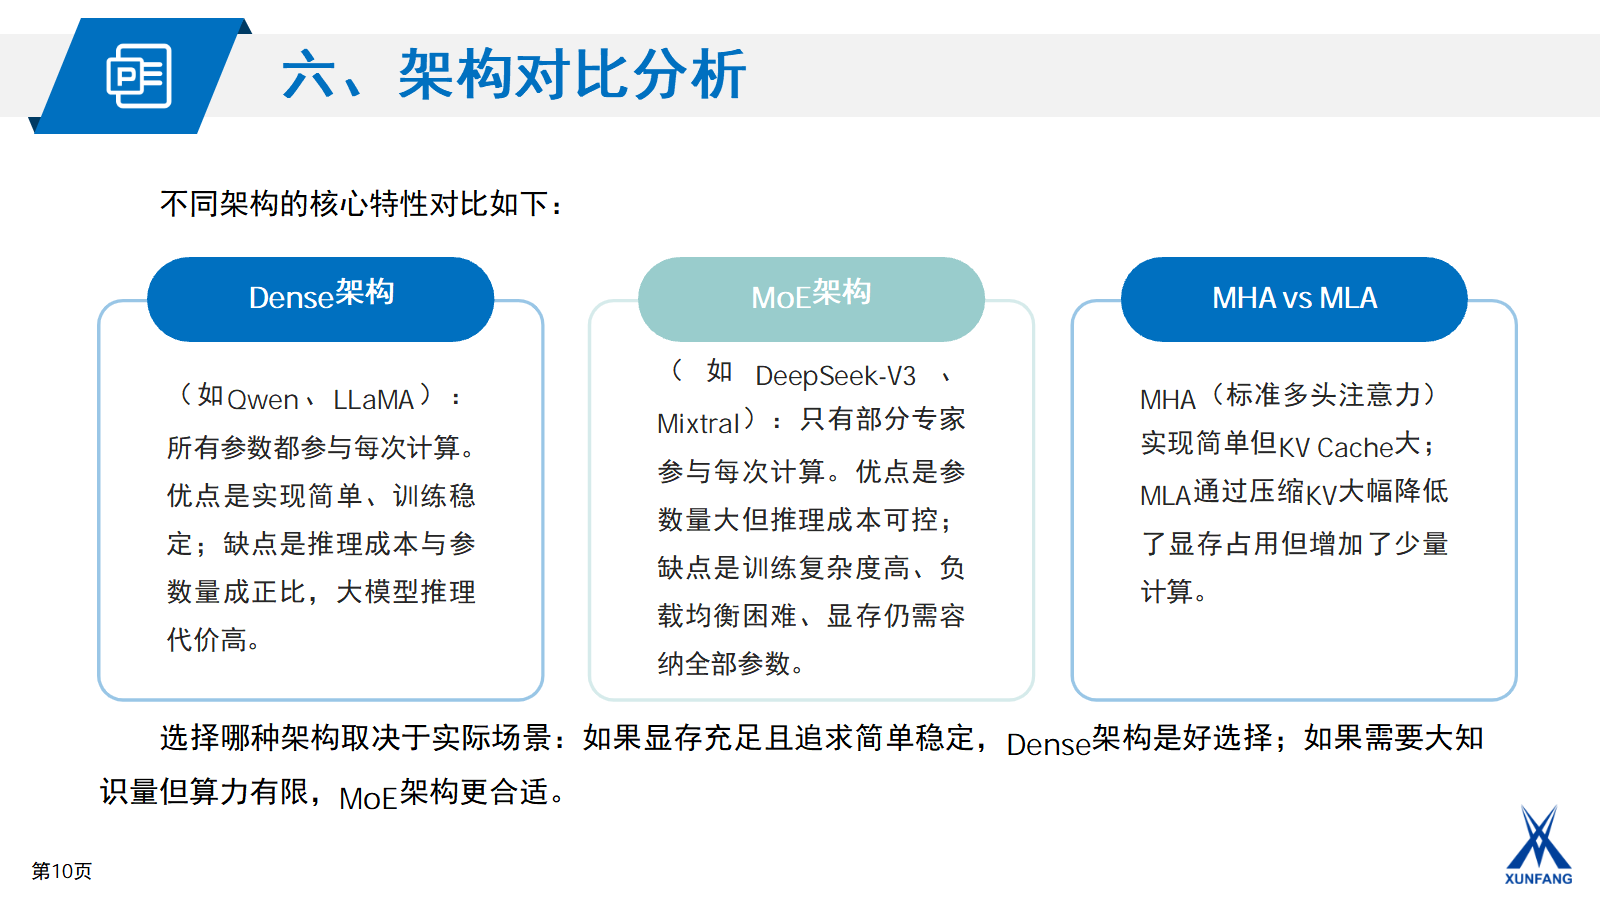 六、架构对比分析
不同架构的核心特性对比如下：
Dense架构
（如Qwen、LLaMA）：
所有参数都参与每次计算。
优点是实现简单、训练稳
定；缺点是推理成本与参
数量成正比，大模型推理
代价高。
MoE架构
（如DeepSeek-V3、
Mixtral）：只有部分专家
参与每次计算。优点是参
数量大但推理成本可控；
缺点是训练复杂度高、负
载均衡困难、显存仍需容
纳全部参数。
MHA vs MLA
MHA（标准多头注意力）
实现简单但KV Cache大；
MLA通过压缩KV大幅降低
了显存占用但增加了少量
计算。
选择哪种架构取决于实际场景：如果显存充足且追求简单稳定，Dense架构是好选择；如果需要大知
识量但算力有限，MoE架构更合适。
第10页
XUNFANG